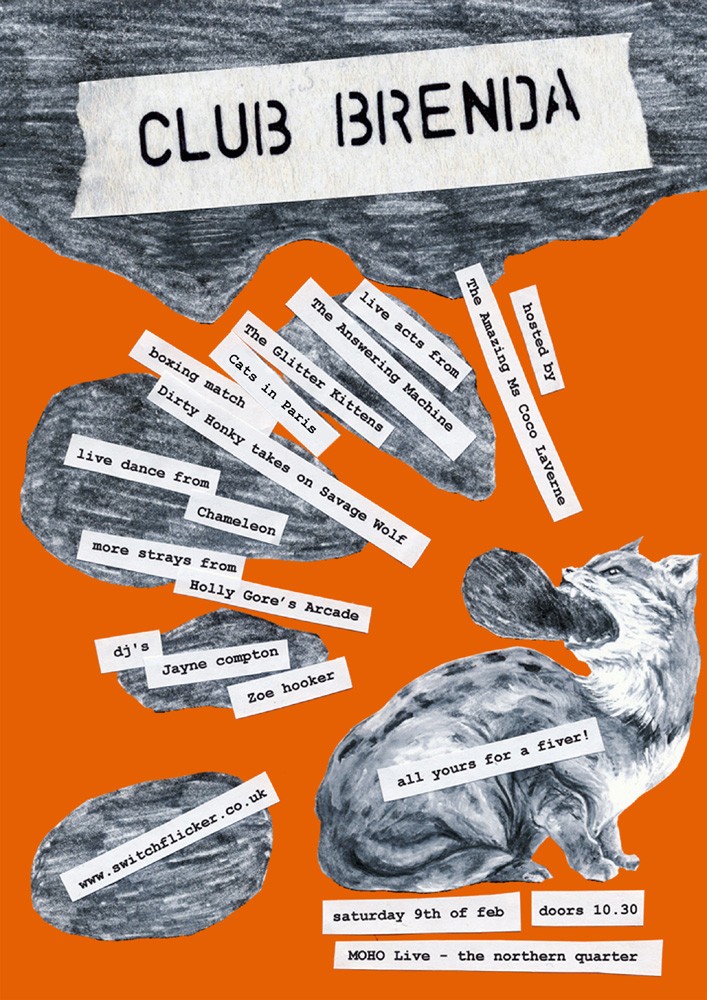 CLUB BRENDA
hosted by
The Amazing Ms Coco LaVerne
live acts from
The Answering Machine
The Glitter Kittens
Cats in Paris
boxing match
Dirty Honky takes on Savage Wolf
live dance from
Chameleon
more strays from
Holly Gore's Arcade
dj's
Jayne compton
Zoe hooker
all yours for a fiver!
www.switchflicker.co.uk
saturday 9th of feb
doors 10.30
MOHO Live - the northern quarter